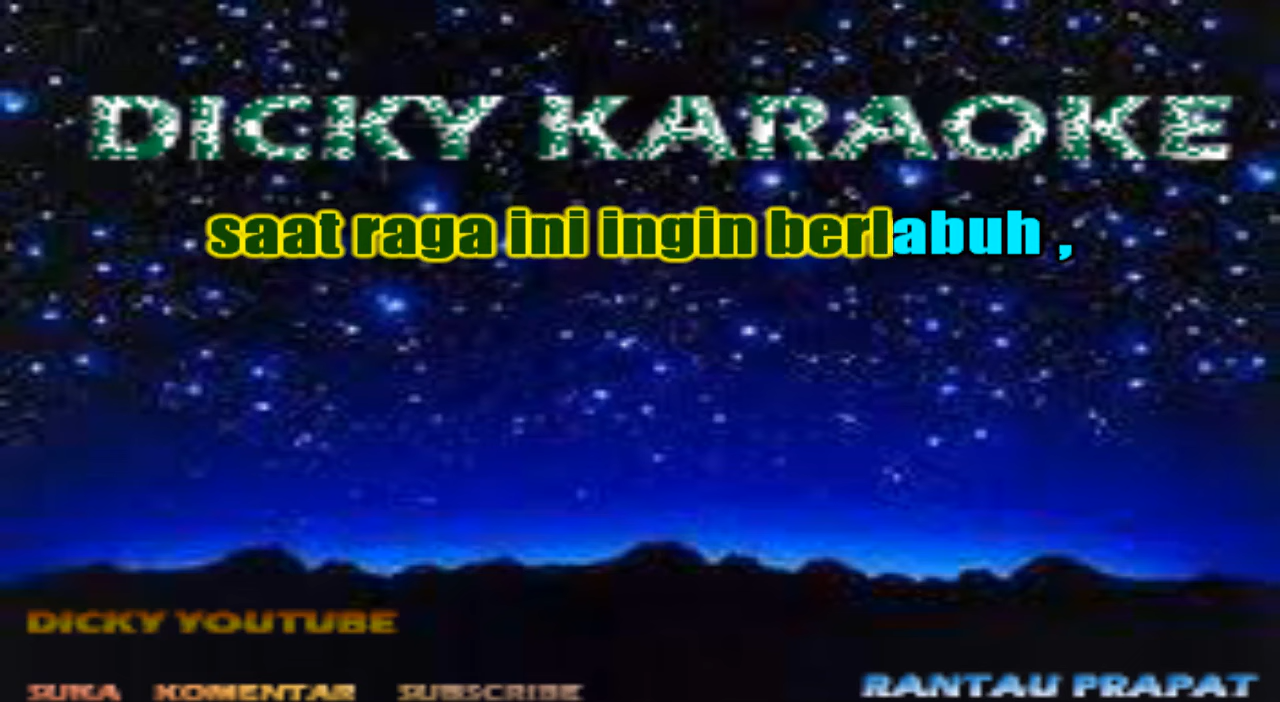 DICKY KARAOKE
saat raga ini ingin berlabuh ,
DICKY YOUTUBE
SUKA KOMENTAR SUBSCRIBE
RANTAU PRAPAT